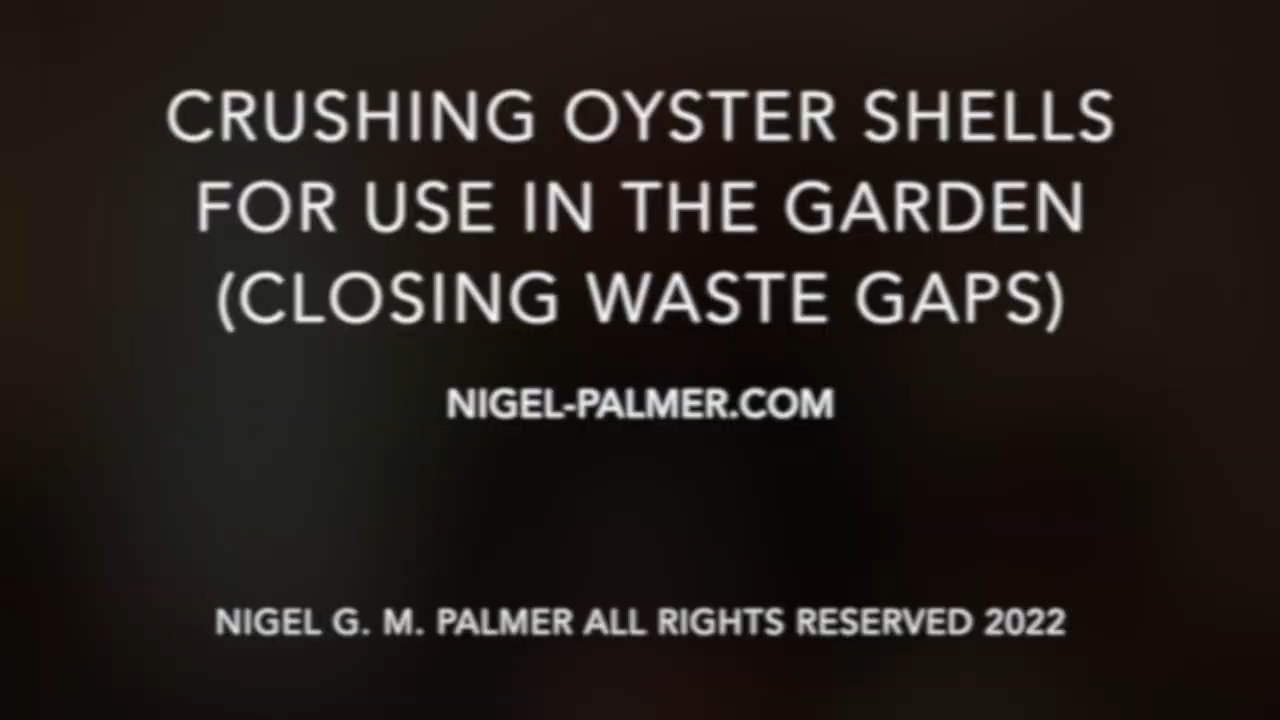 CRUSHING OYSTER SHELLS
FOR USE IN THE GARDEN
(CLOSING WASTE GAPS)
NIGEL-PALMER.COM
NIGEL G. M. PALMER ALL RIGHTS RESERVED 2022